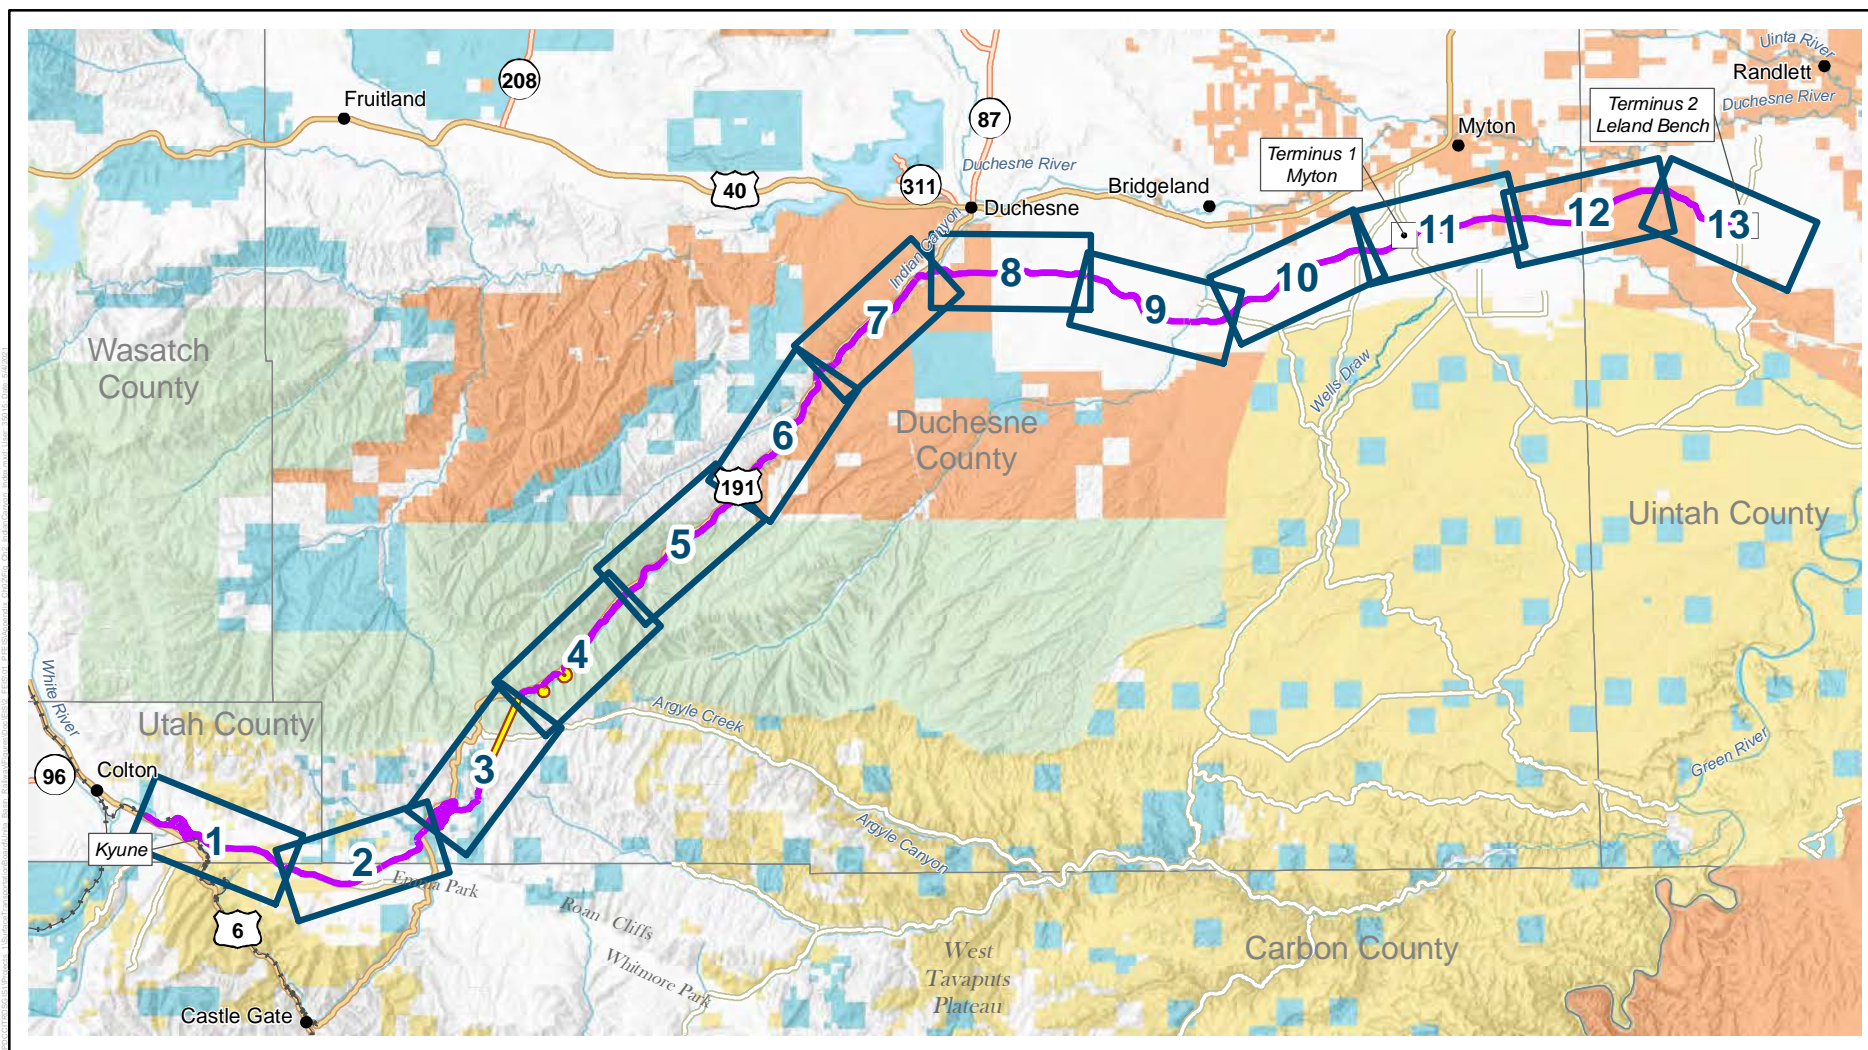 Uinta River
Randlett
208
Fruitland
87
Terminus 2
Leland Bench
Duchesne River
Myton
Terminus 1
Myton
Duchesne River
40
311
Bridgeland
Duchesne
Indian Canyon
13
12
11
10
8
9
7
Wasatch
County
Wells Draw
Duchesne
County
6
191
Uintah County
5
4
White River
Utah County
Argyle Creek
Green River
3
96
Colton
Kyune
1
2
Argyle Canyon
Emma Park
Roan Cliffs
6
Whitmore Park
West
Tavaputs
Plateau
Carbon County
Castle Gate